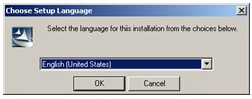 Choose Setup Language
Select the language for this installation from the choices below.
English (United States)
OK
Cancel